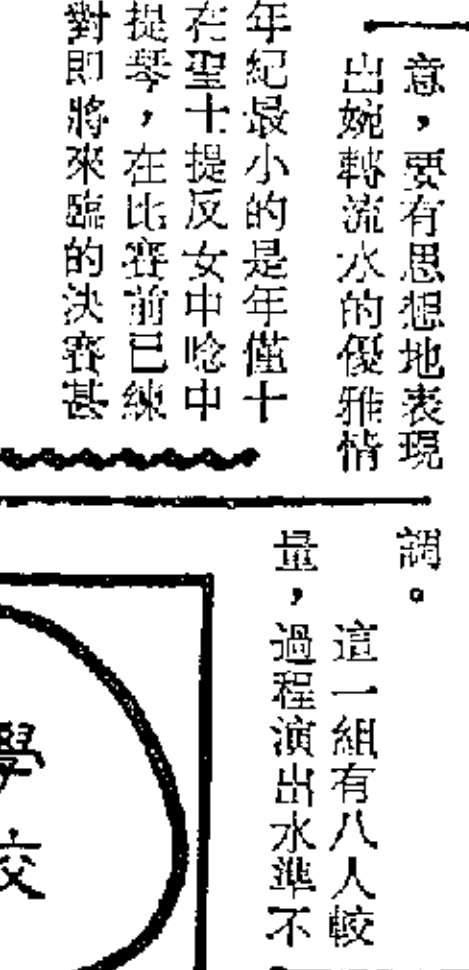 意，要有思想地表現
出婉轉流水的優雅情
調。
這一組有八人較
量，過程演出水準不
年紀最小的是年僅十
在聖士提反女中唸中
提琴，在比賽前已練
對即將來臨的決賽甚
學校